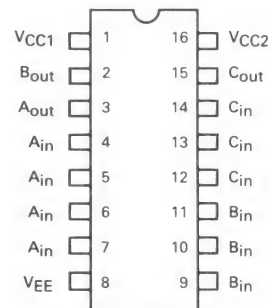 VCC1 1 16 VCC2
Bout 2 15 Cout
Aout 3 14 Cin
Ain 4 13 Cin
Ain 5 12 Cin
Ain 6 11 Bin
Ain 7 10 Bin
VEE 8 9 Bin